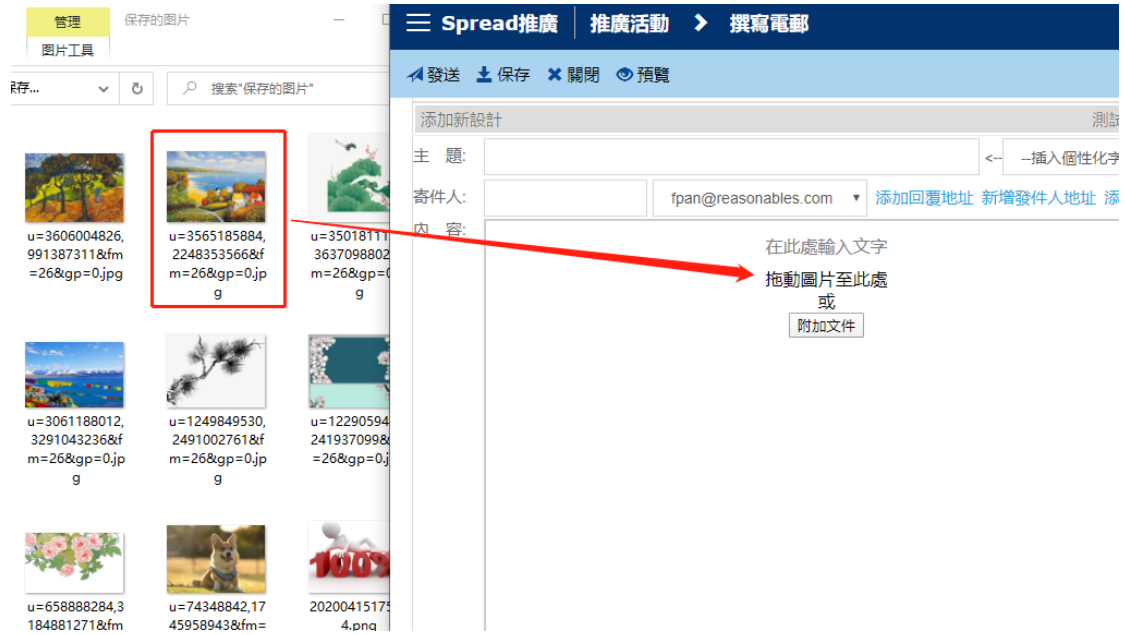 管理
保存的图片
图片工具
保存...
搜索"保存的图片"
u=3606004826,
991387311&fm
=26&gp=0.jpg
u=3565185884,
2248353566&f
m=26&gp=0.jp
g
u=35018111
3637098802
m=26&gp=0
g
u=3061188012,
3291043236&f
m=26&gp=0.jp
g
u=1249849530,
2491002761&f
m=26&gp=0.jp
g
u=12290594
241937099&
=26&gp=0.j
100%
u=658888284,3
184881271&fm
u=74348842,17
45958943&fm=
20200415175
4.png
Spread推廣
推廣活動
撰寫電郵
發送
保存
關閉
預覽
添加新設計
測試
主 題:
<--
--插入個性化字
寄件人:
fpan@reasonables.com
添加回覆地址
新增發件人地址
添
内 容:
在此處輸入文字
拖動圖片至此處
或
附加文件